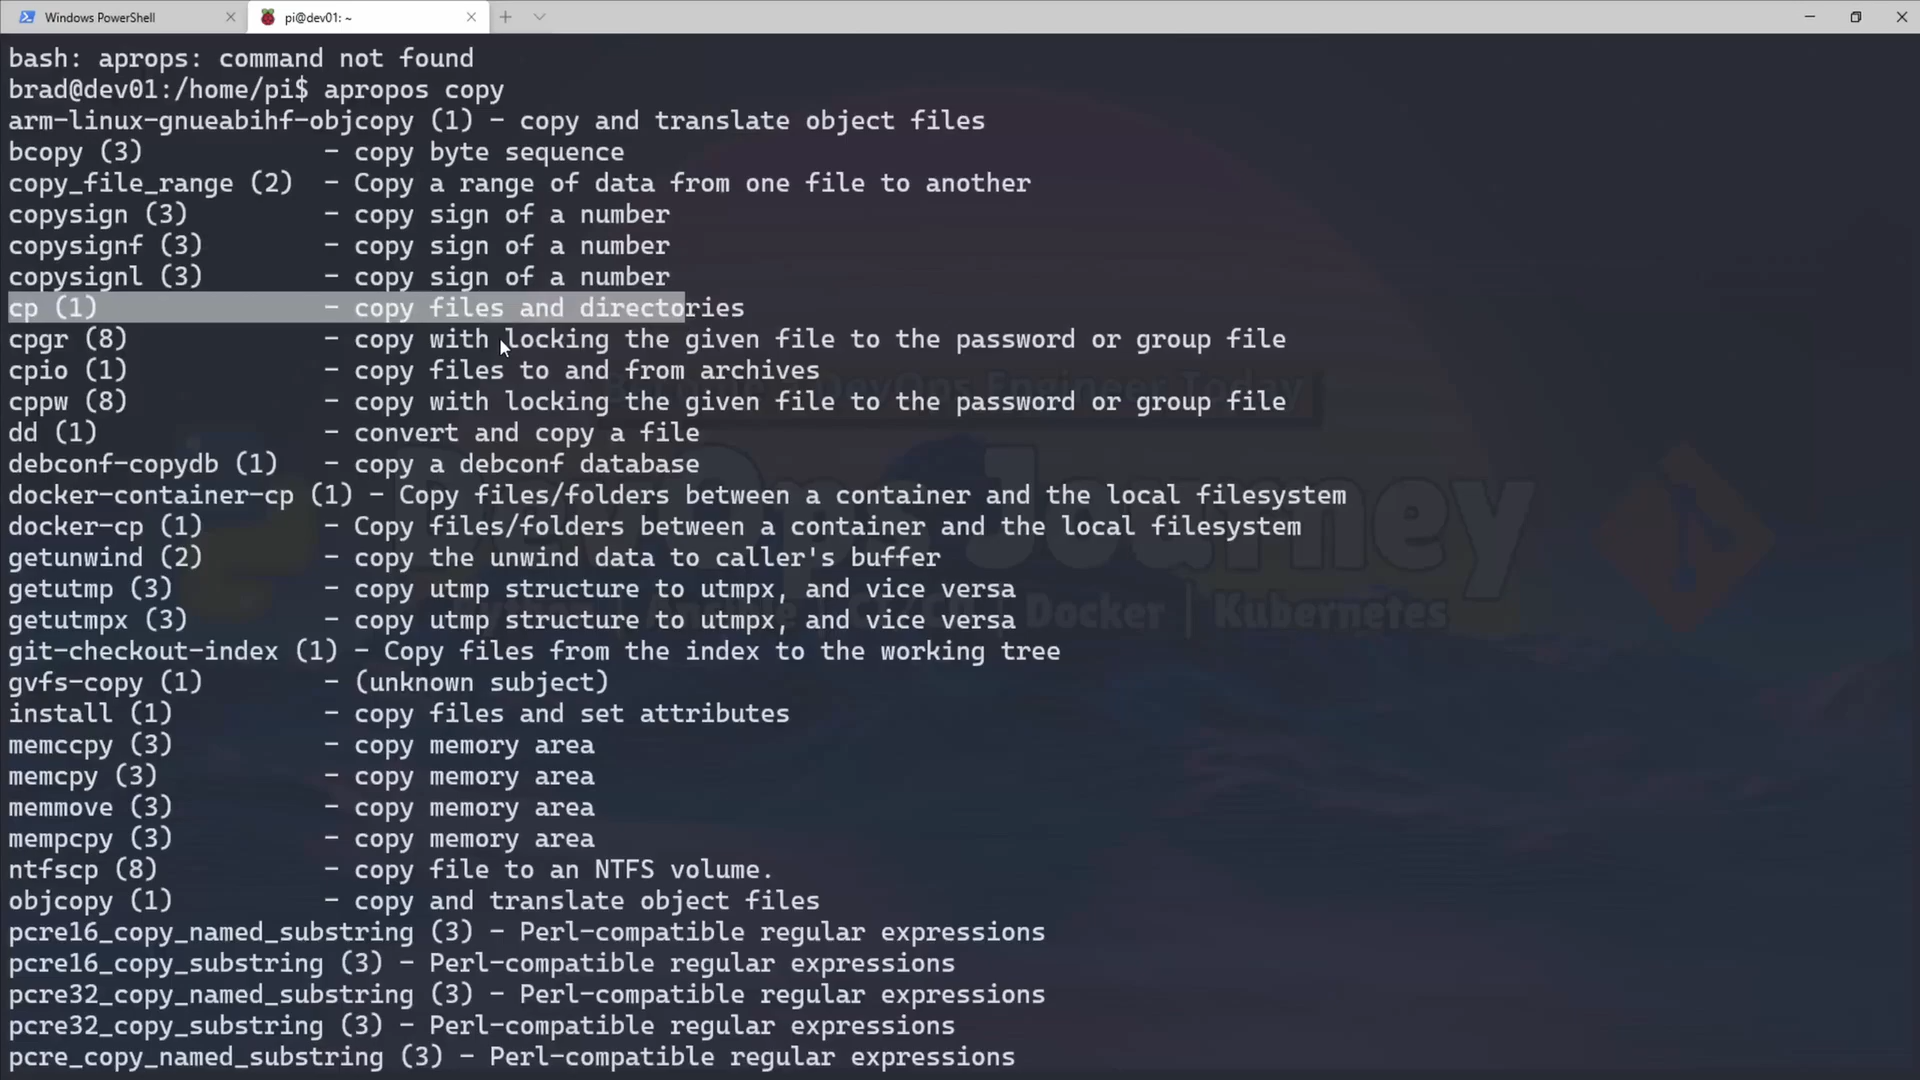 Windows PowerShell
pi@dev01: ~
bash: aprops: command not found
brad@dev01:/home/pi$ apropos copy
arm-linux-gnueabihf-objcopy (1) - copy and translate object files
bcopy (3)            - copy byte sequence
copy_file_range (2)  - Copy a range of data from one file to another
copysign (3)         - copy sign of a number
copysignf (3)        - copy sign of a number
copysignl (3)        - copy sign of a number
cp (1)               - copy files and directories
cpgr (8)             - copy with locking the given file to the password or group file
cpio (1)             - copy files to and from archives
cppw (8)             - copy with locking the given file to the password or group file
dd (1)               - convert and copy a file
debconf-copydb (1)   - copy a debconf database
docker-container-cp (1) - Copy files/folders between a container and the local filesystem
docker-cp (1)        - Copy files/folders between a container and the local filesystem
getunwind (2)        - copy the unwind data to caller's buffer
getutmp (3)          - copy utmp structure to utmpx, and vice versa
getutmpx (3)         - copy utmp structure to utmpx, and vice versa
git-checkout-index (1) - Copy files from the index to the working tree
gvfs-copy (1)        - (unknown subject)
install (1)          - copy files and set attributes
memccpy (3)          - copy memory area
memcpy (3)           - copy memory area
memmove (3)          - copy memory area
mempcpy (3)          - copy memory area
ntfscp (8)           - copy file to an NTFS volume.
objcopy (1)          - copy and translate object files
pcre16_copy_named_substring (3) - Perl-compatible regular expressions
pcre16_copy_substring (3) - Perl-compatible regular expressions
pcre32_copy_named_substring (3) - Perl-compatible regular expressions
pcre32_copy_substring (3) - Perl-compatible regular expressions
pcre_copy_named_substring (3) - Perl-compatible regular expressions
DevOps Engineer Today
DevOps Journey
Docker | Kubernetes